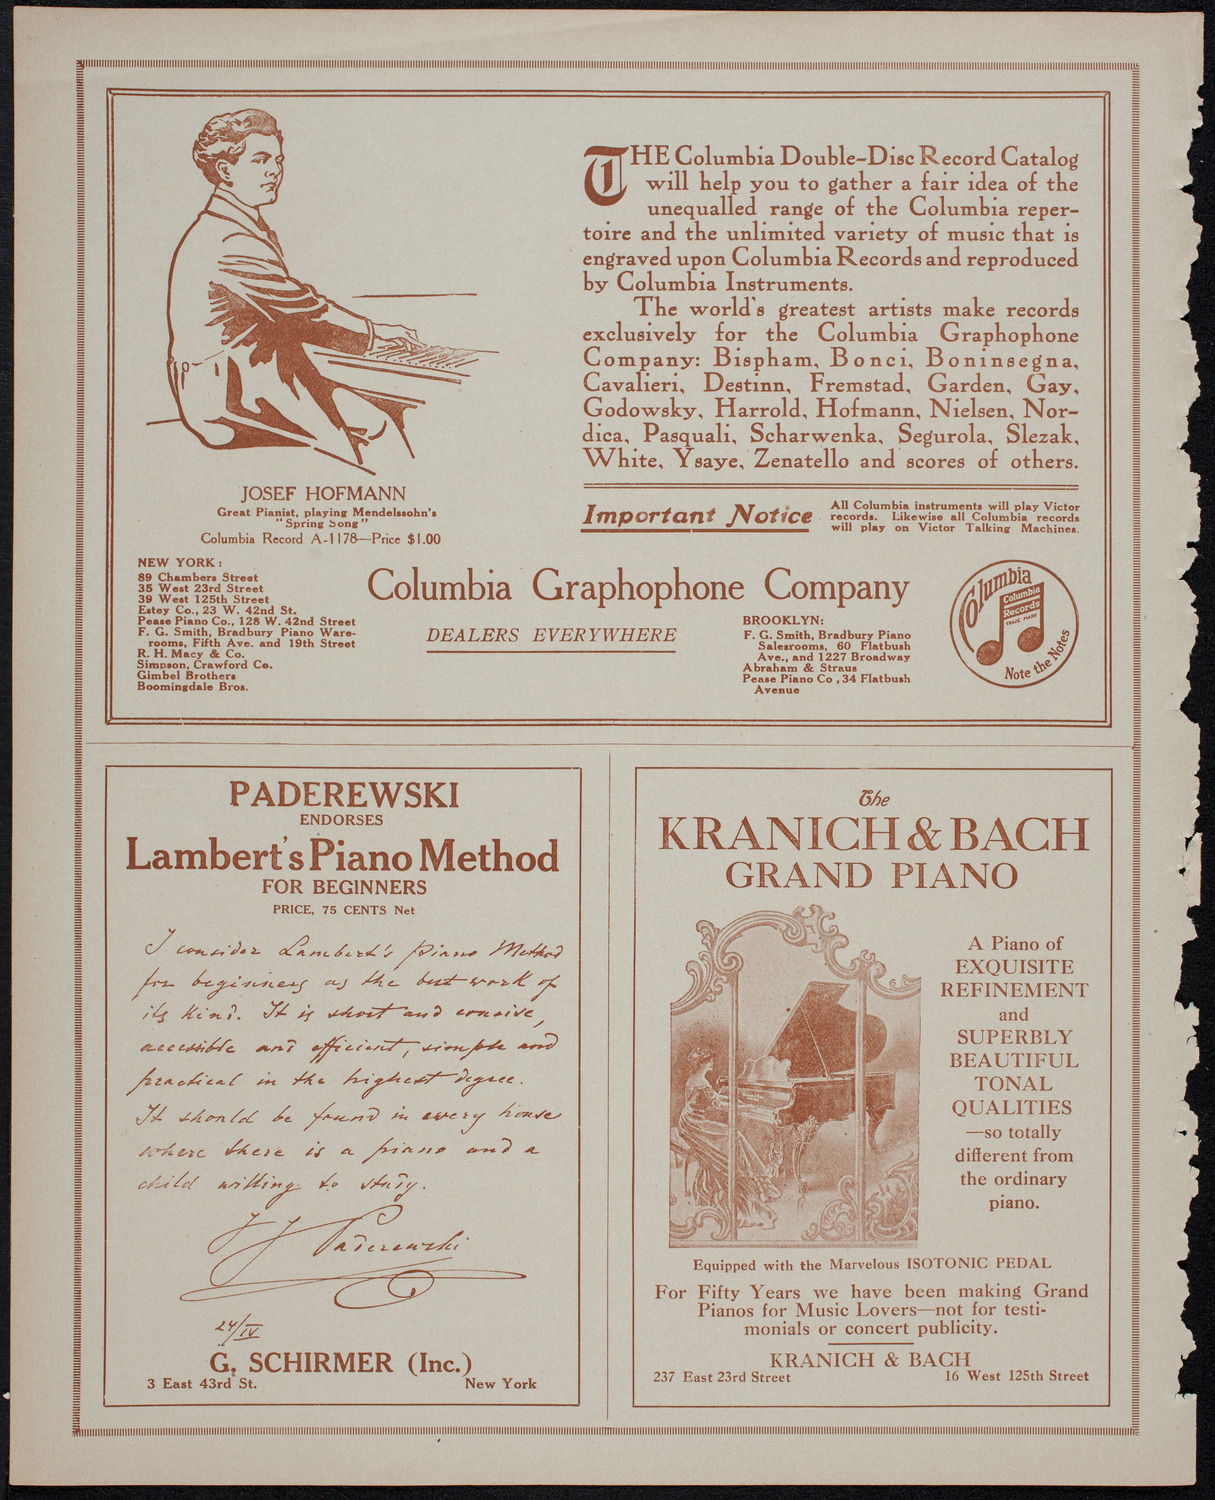 THE Columbia Double-Disc Record Catalog
will help you to gather a fair idea of the
unequalled range of the Columbia reper-
toire and the unlimited variety of music that is
engraved upon Columbia Records and reproduced
by Columbia Instruments.
The world's greatest artists make records
exclusively for the Columbia Graphophone
Company: Bispham, Bonci, Boninsegna,
Cavalieri, Destinn, Fremstad, Garden, Gay,
Godowsky, Harrold, Hofmann, Nielsen, Nor-
dica, Pasquali, Scharwenka, Segurola, Slezak,
White, Ysaye, Zenatello and scores of others.
JOSEF HOFMANN
Great Pianist, playing Mendelssohn's
"Spring Song"
Columbia Record A-1178—Price $1.00
Important Notice
All Columbia instruments will play Victor
records. Likewise all Columbia records
will play on Victor Talking Machines.
NEW YORK:
89 Chambers Street
35 West 23rd Street
39 West 125th Street
Estey Co., 23 W. 42nd St.
Pease Piano Co., 128 W. 42nd Street
F. G. Smith, Bradbury Piano Ware-
rooms, Fifth Ave. and 19th Street
R. H. Macy & Co.
Simpson, Crawford Co.
Gimbel Brothers
Boomingdale Bros.
Columbia Graphophone Company
DEALERS EVERYWHERE
BROOKLYN:
F. G. Smith, Bradbury Piano
Salesrooms, 60 Flatbush
Ave., and 1227 Broadway
Abraham & Straus
Pease Piano Co., 34 Flatbush
Avenue
Columbia
Columbia
Records
TRADE MARK
Note the Notes
PADEREWSKI
ENDORSES
Lambert's Piano Method
FOR BEGINNERS
PRICE, 75 CENTS Net
I consider Lambert's piano Method
for beginners as the best work of
its kind. It is short and concise,
accessible and efficient, simple and
practical in the highest degree.
It should be found in every house
where there is a piano and a
child willing to study.
I J Paderewski
24/IV
G. SCHIRMER (Inc.)
3 East 43rd St. New York
The
KRANICH & BACH
GRAND PIANO
A Piano of
EXQUISITE
REFINEMENT
and
SUPERBLY
BEAUTIFUL
TONAL
QUALITIES
—so totally
different from
the ordinary
piano.
Equipped with the Marvelous ISOTONIC PEDAL
For Fifty Years we have been making Grand
Pianos for Music Lovers—not for testi-
monials or concert publicity.
KRANICH & BACH
237 East 23rd Street 16 West 125th Street